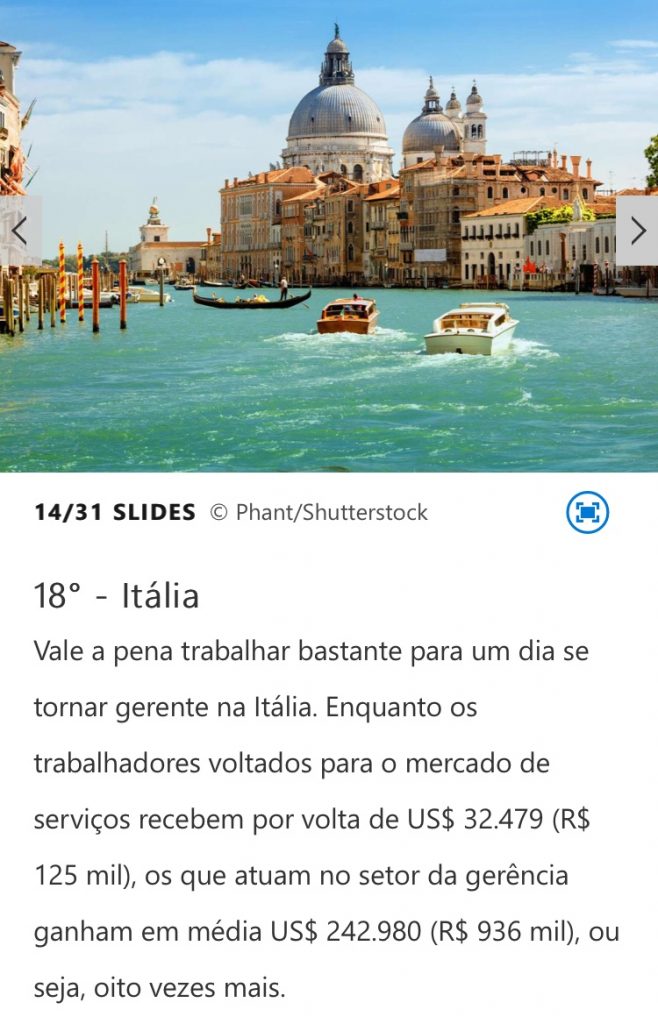 14/31 SLIDES © Phant/Shutterstock
18° - Itália
Vale a pena trabalhar bastante para um dia se
tornar gerente na Itália. Enquanto os
trabalhadores voltados para o mercado de
serviços recebem por volta de US$ 32.479 (R$
125 mil), os que atuam no setor da gerência
ganham em média US$ 242.980 (R$ 936 mil), ou
seja, oito vezes mais.